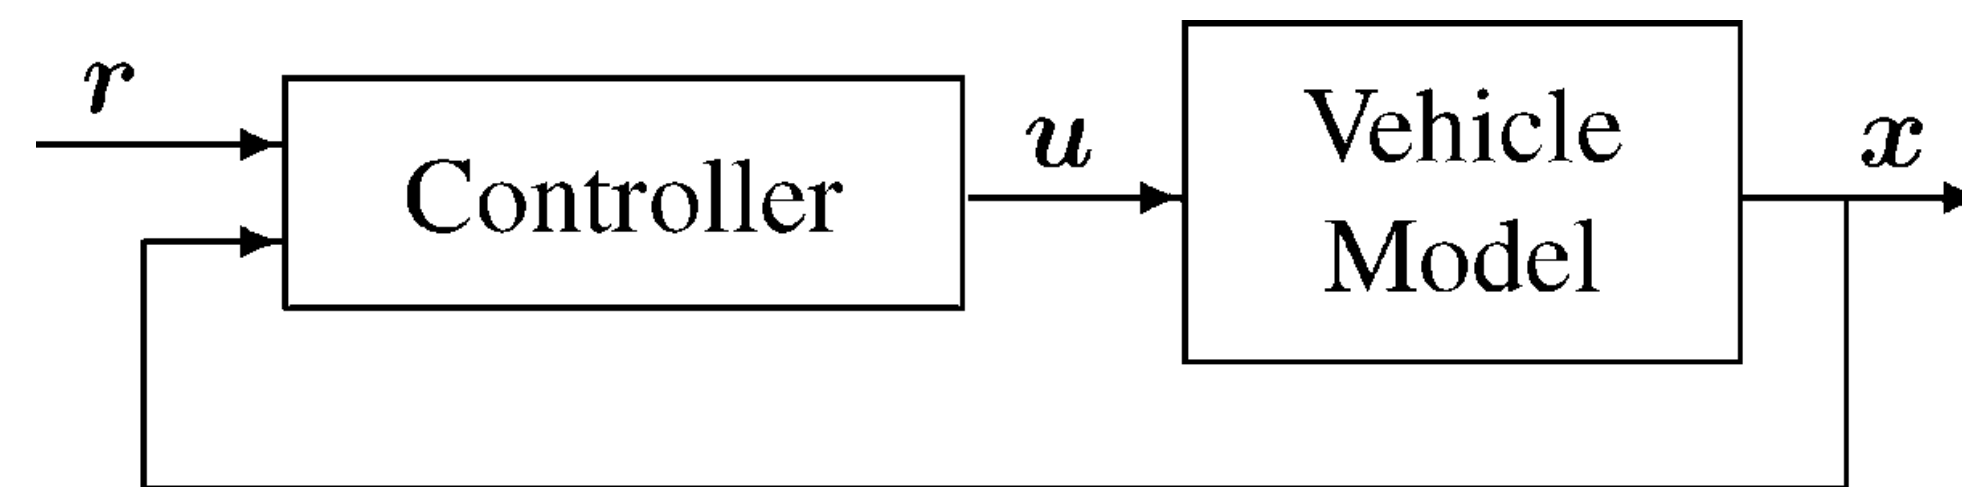 r
Controller
u
Vehicle
Model
x